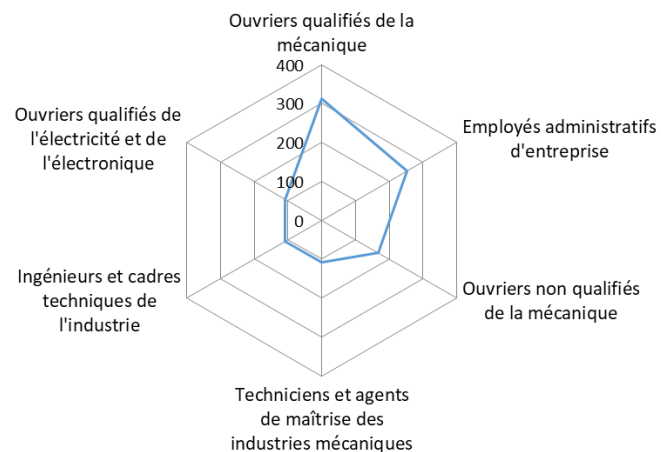 Ouvriers qualifiés de la
mécanique
400
300
200
100
0
Employés administratifs
d'entreprise
Ouvriers non qualifiés
de la mécanique
Techniciens et agents
de maîtrise des
industries mécaniques
Ingénieurs et cadres
techniques de
l'industrie
Ouvriers qualifiés de
l'électricité et de
l'électronique